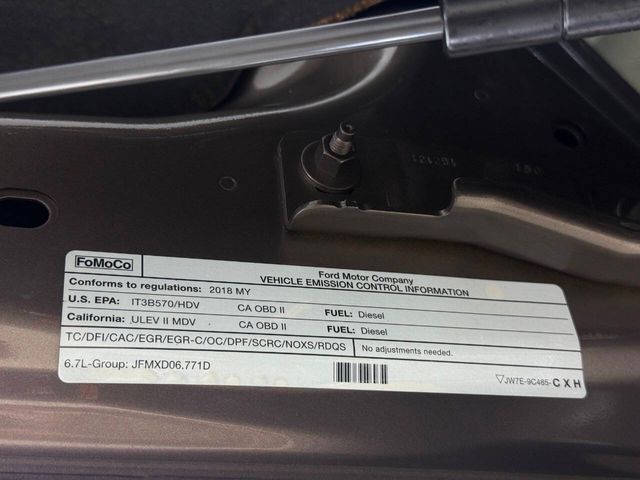 121291
FoMoCo
Ford Motor Company
VEHICLE EMISSION CONTROL INFORMATION
Conforms to regulations: 2018 MY
U.S. EPA: IT3B570/HDV CA OBD II FUEL: Diesel
California: ULEV II MDV CA OBD II FUEL: Diesel
TC/DFI/CAC/EGR/EGR-C/OC/DPF/SCRC/NOXS/RDQS No adjustments needed.
6.7L-Group: JFMXD06.771D
▽JW7E-9C485-CXH